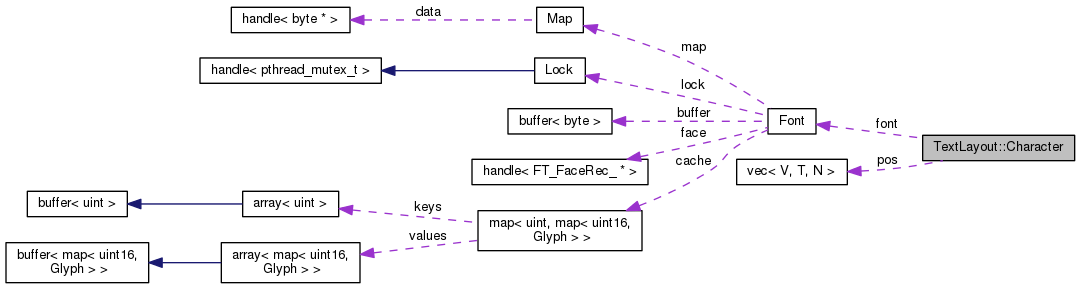 data
handle< byte * >
Map
map
handle< pthread_mutex_t >
Lock
lock
buffer
buffer< byte >
Font
font
face
TextLayout::Character
cache
pos
handle< FT_FaceRec_ * >
vec< V, T, N >
buffer< uint >
array< uint >
keys
map< uint, map< uint16,
Glyph > >
values
buffer< map< uint16,
Glyph > >
array< map< uint16,
Glyph > >